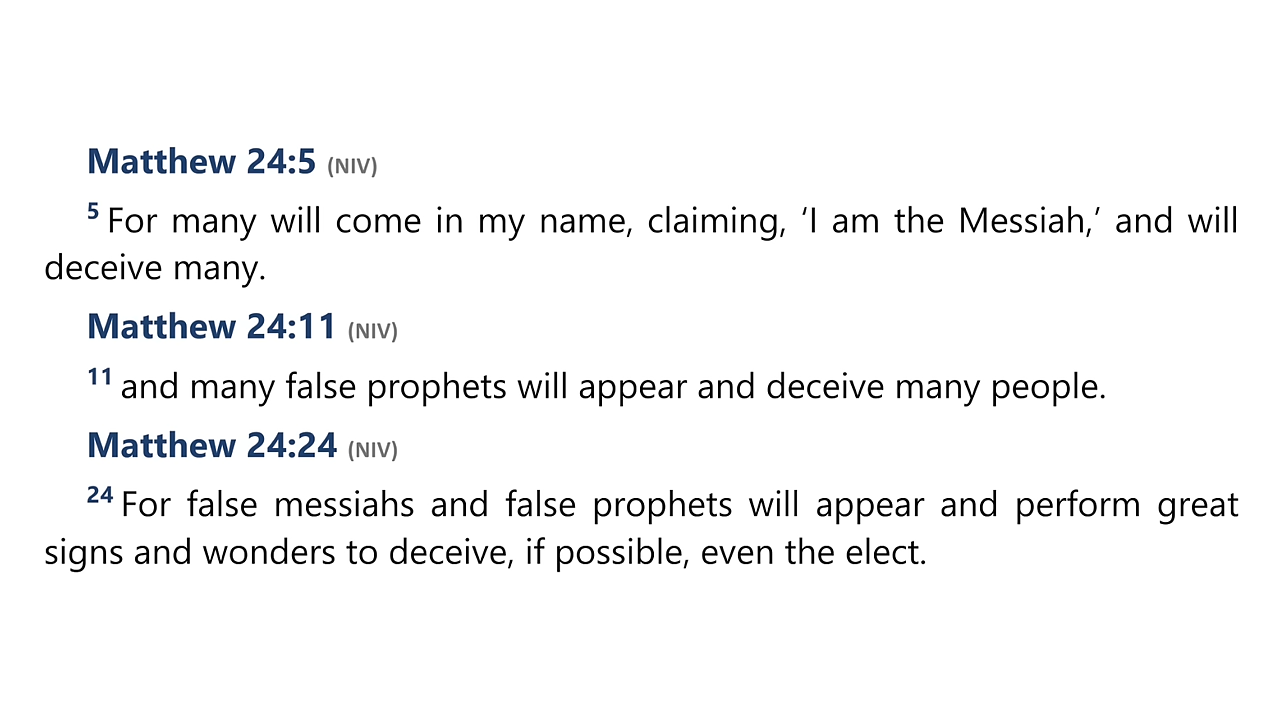 Matthew 24:5 (NIV)
5 For many will come in my name, claiming, ‘I am the Messiah,’ and will
deceive many.
Matthew 24:11 (NIV)
11 and many false prophets will appear and deceive many people.
Matthew 24:24 (NIV)
24 For false messiahs and false prophets will appear and perform great
signs and wonders to deceive, if possible, even the elect.